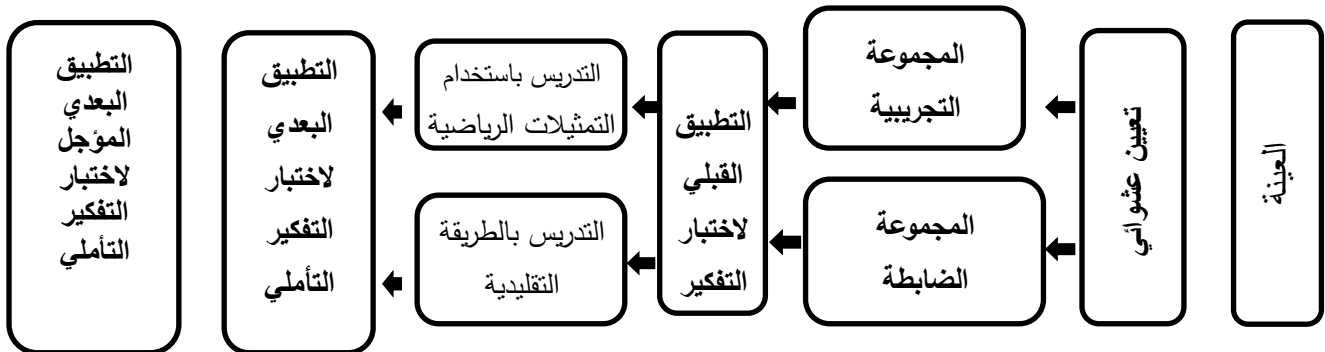 العينة
تعيين عشوائي
المجموعة
التجريبية
المجموعة
الضابطة
التطبيق
القبلي
لاختبار
التفكير
التدريس باستخدام
التمثيلات الرياضية
التدريس بالطريقة
التقليدية
التطبيق
البعدي
لاختبار
التفكير
التأملي
التطبيق
البعدي
المؤجل
لاختبار
التفكير
التأملي